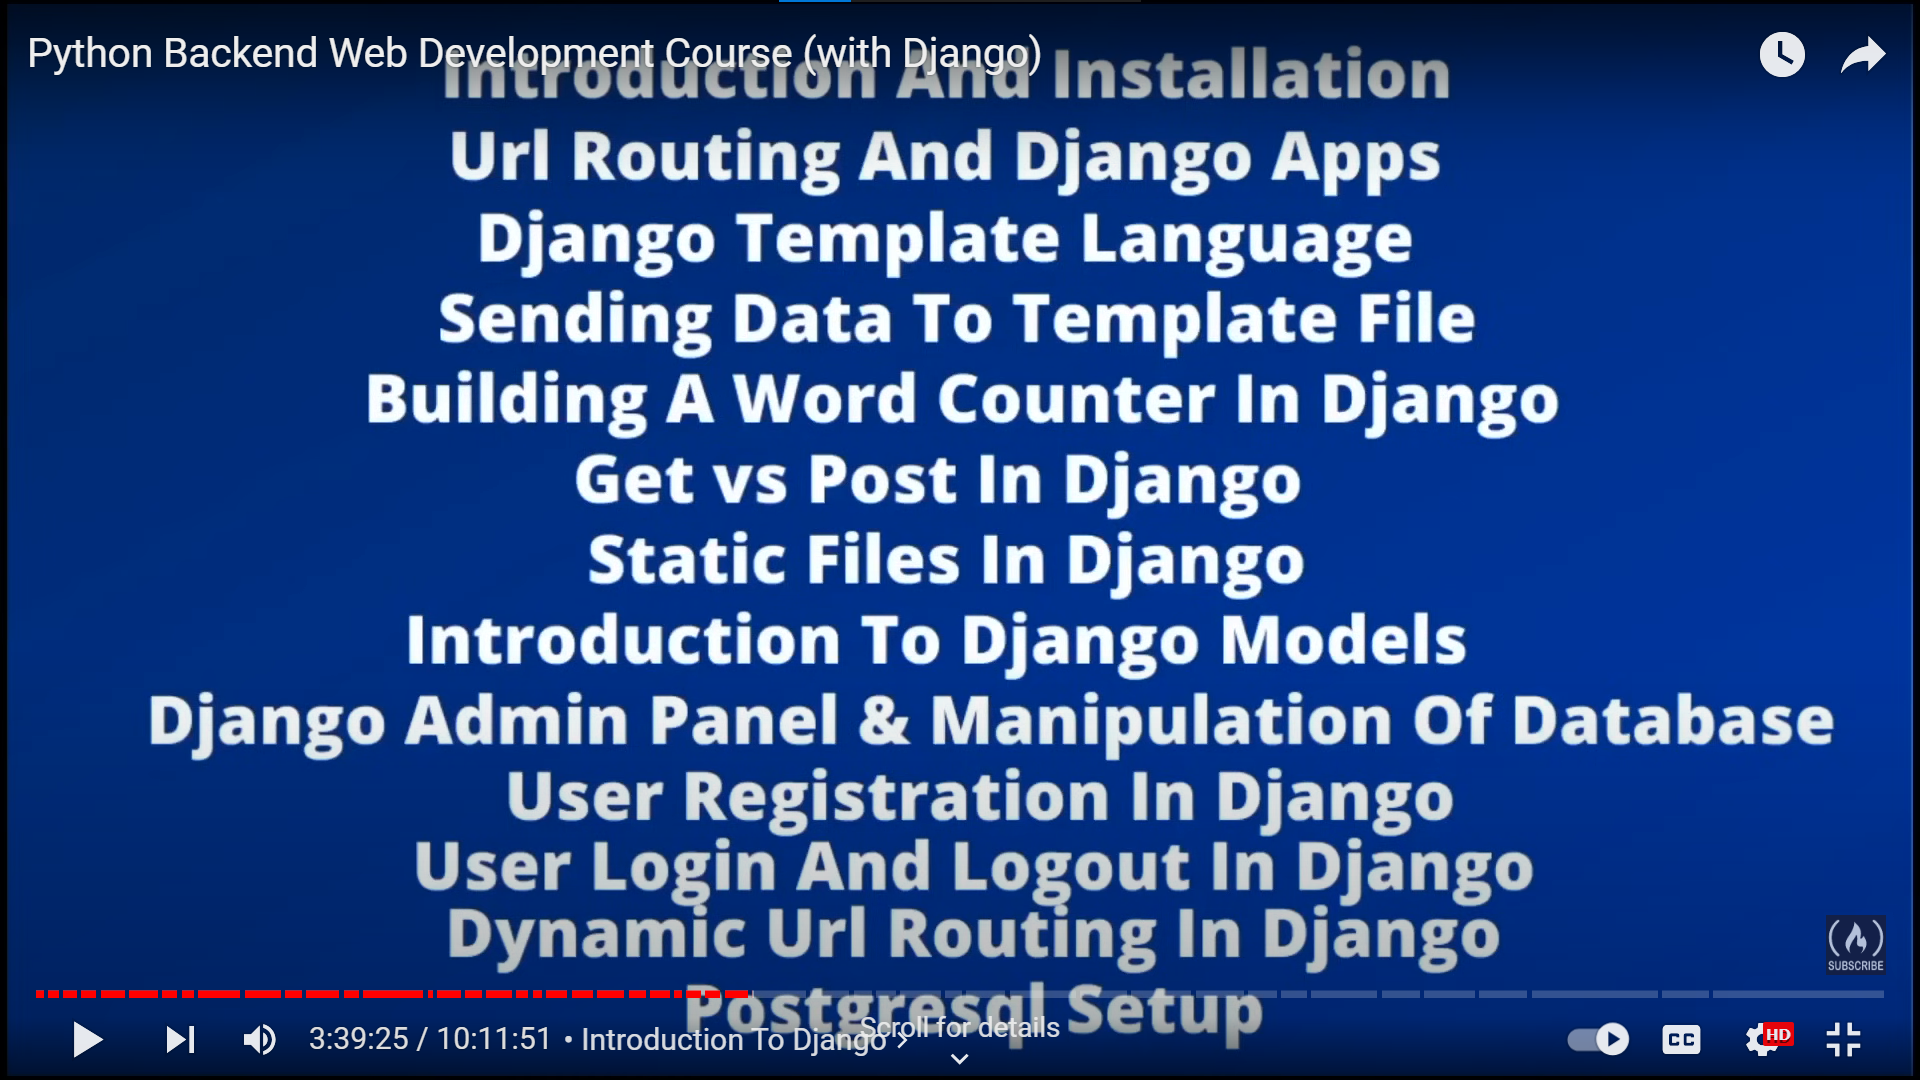 Python Backend Web Development Course (with Django)
Introduction And Installation
Url Routing And Django Apps
Django Template Language
Sending Data To Template File
Building A Word Counter In Django
Get vs Post In Django
Static Files In Django
Introduction To Django Models
Django Admin Panel & Manipulation Of Database
User Registration In Django
User Login And Logout In Django
Dynamic Url Routing In Django
SUBSCRIBE
Postgresql Setup
3:39:25 / 10:11:51 • Introduction To Django ›
Scroll for details
CC
HD